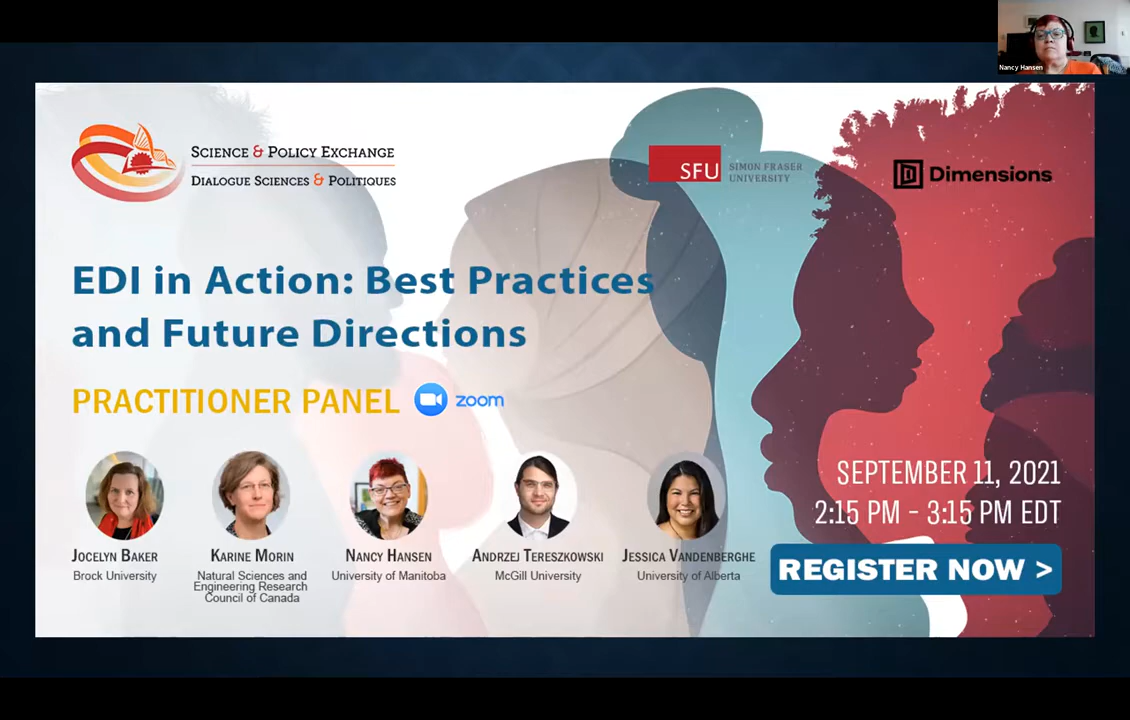 Nancy Hansen
SCIENCE & POLICY EXCHANGE
DIALOGUE SCIENCES & POLITIQUES
SFU
SIMON FRASER
UNIVERSITY
Dimensions
EDI in Action: Best Practices
and Future Directions
PRACTITIONER PANEL
zoom
JOCELYN BAKER
Brock University
KARINE MORIN
Natural Sciences and
Engineering Research
Council of Canada
NANCY HANSEN
University of Manitoba
ANDRZEJ TERESZKOWSKI
McGill University
JESSICA VANDENBERGHE
University of Alberta
SEPTEMBER 11, 2021
2:15 PM - 3:15 PM EDT
REGISTER NOW >